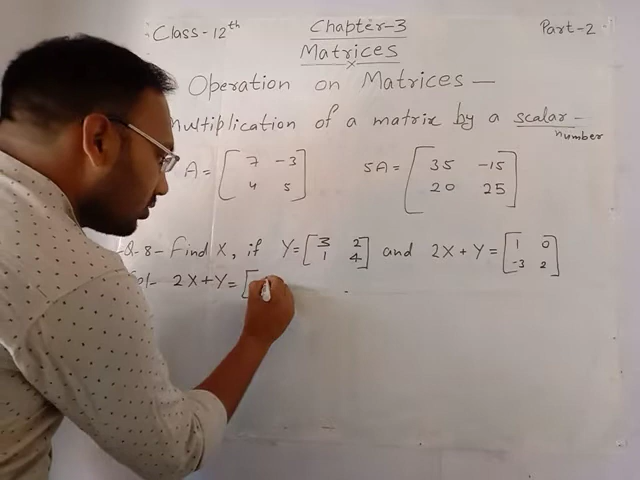 Class-12th Chapter-3 Part-2
Matrices
Operation on Matrices —
Multiplication of a matrix by a scalar - number
A = [ 7 -3 5A = [ 35 -15
4 5 ] 20 25 ]
Q-8- Find X, if Y = [ 3 2 and 2X + Y = [ 1 0
1 4 ] -3 2 ]
Sol- 2X+Y= [